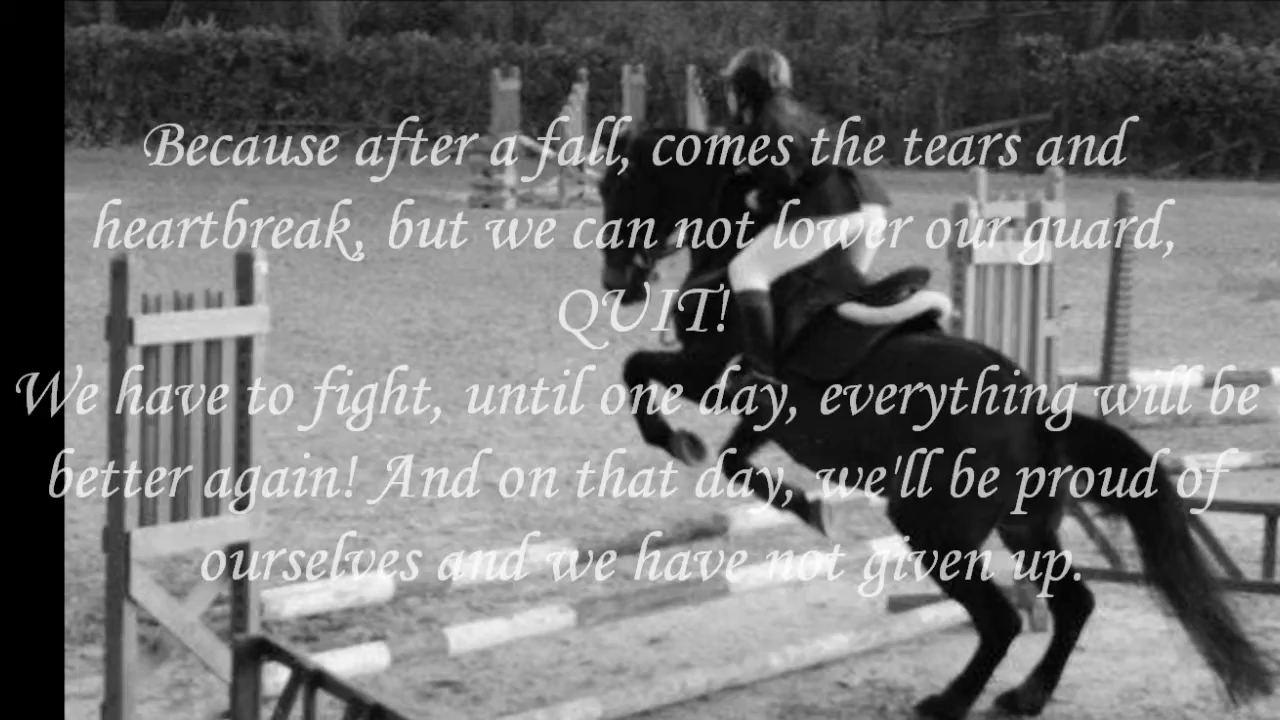 Because after a fall, comes the tears and
heartbreak, but we can not lower our guard,
QUIT!
We have to fight, until one day, everything will be
better again! And on that day, we'll be proud of
ourselves and we have not given up.